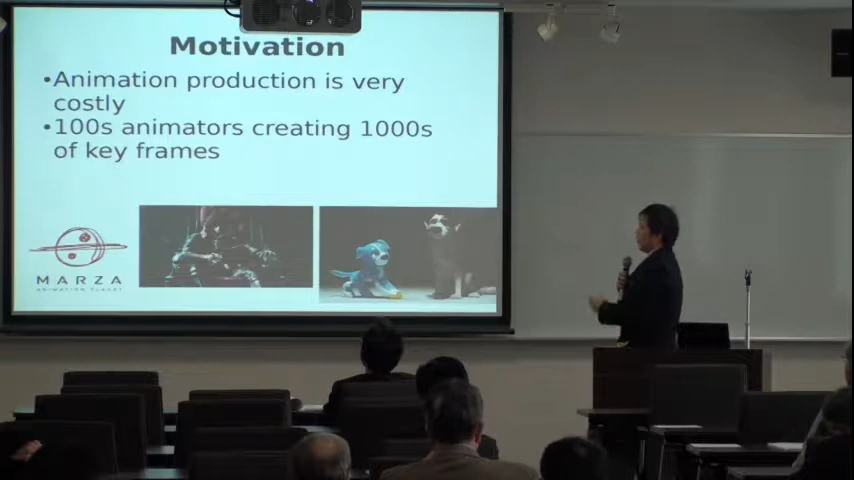 Motivation
•Animation production is very
costly
•100s animators creating 1000s
of key frames
MARZA
ANIMATION PLANET